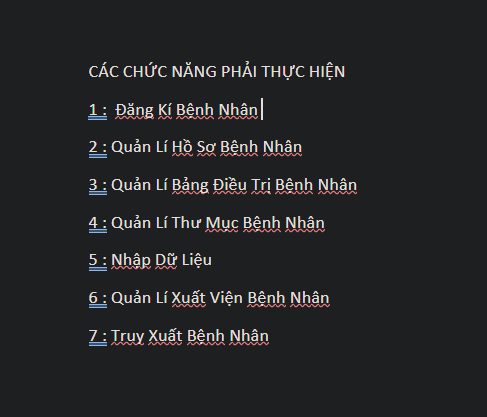 CÁC CHỨC NĂNG PHẢI THỰC HIỆN
1 : Đăng Kí Bệnh Nhân
2 : Quản Lí Hồ Sơ Bệnh Nhân
3 : Quản Lí Bảng Điều Trị Bệnh Nhân
4 : Quản Lí Thư Mục Bệnh Nhân
5 : Nhập Dữ Liệu
6 : Quản Lí Xuất Viện Bệnh Nhân
7 : Truy Xuất Bệnh Nhân